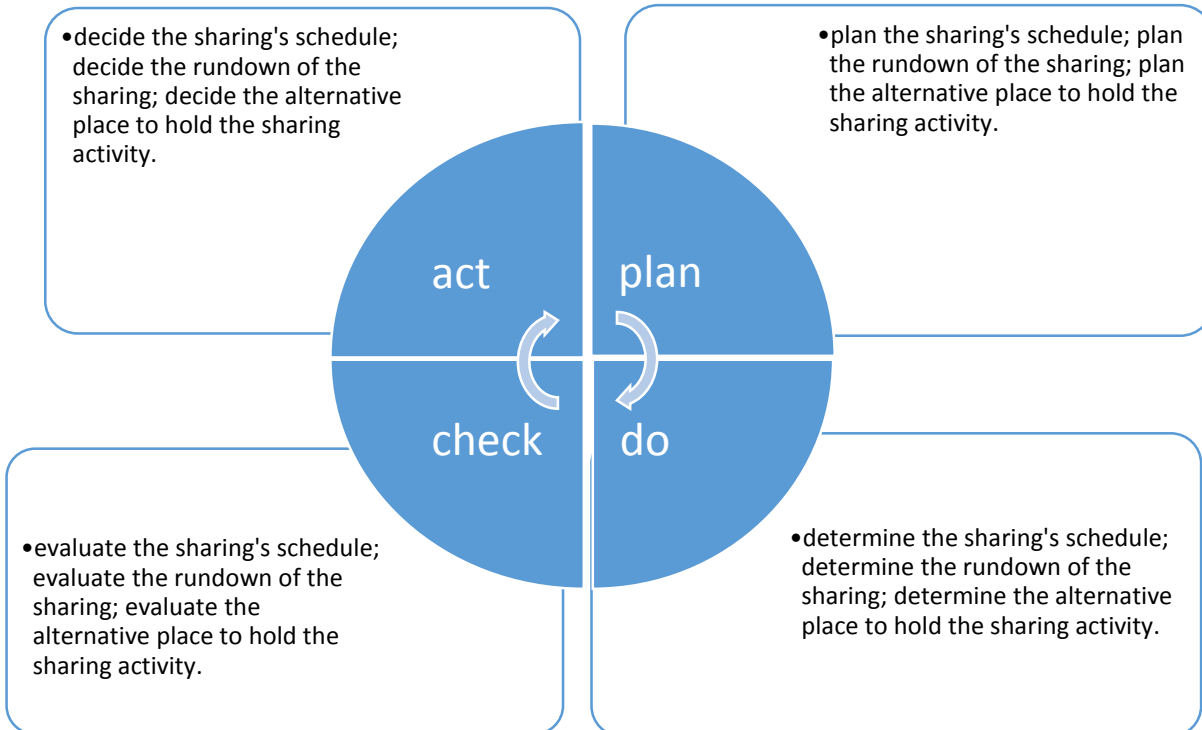 •decide the sharing's schedule;
decide the rundown of the
sharing; decide the alternative
place to hold the sharing
activity.
•plan the sharing's schedule; plan
the rundown of the sharing; plan
the alternative place to hold the
sharing activity.
act
plan
check
do
•evaluate the sharing's schedule;
evaluate the rundown of the
sharing; evaluate the
alternative place to hold the
sharing activity.
•determine the sharing's schedule;
determine the rundown of the
sharing; determine the alternative
place to hold the sharing activity.